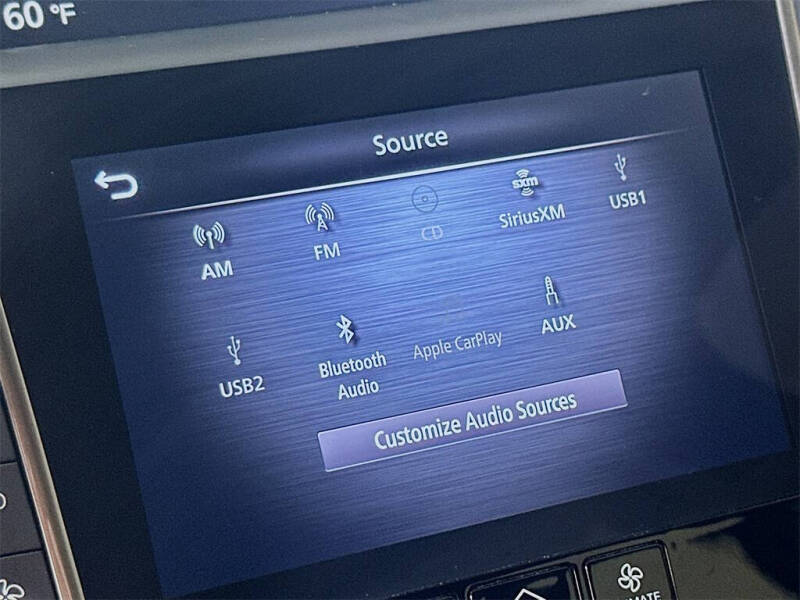 60 °F
Source
AM
FM
CD
sxm
SiriusXM
USB1
USB2
Bluetooth
Audio
Apple CarPlay
AUX
Customize Audio Sources